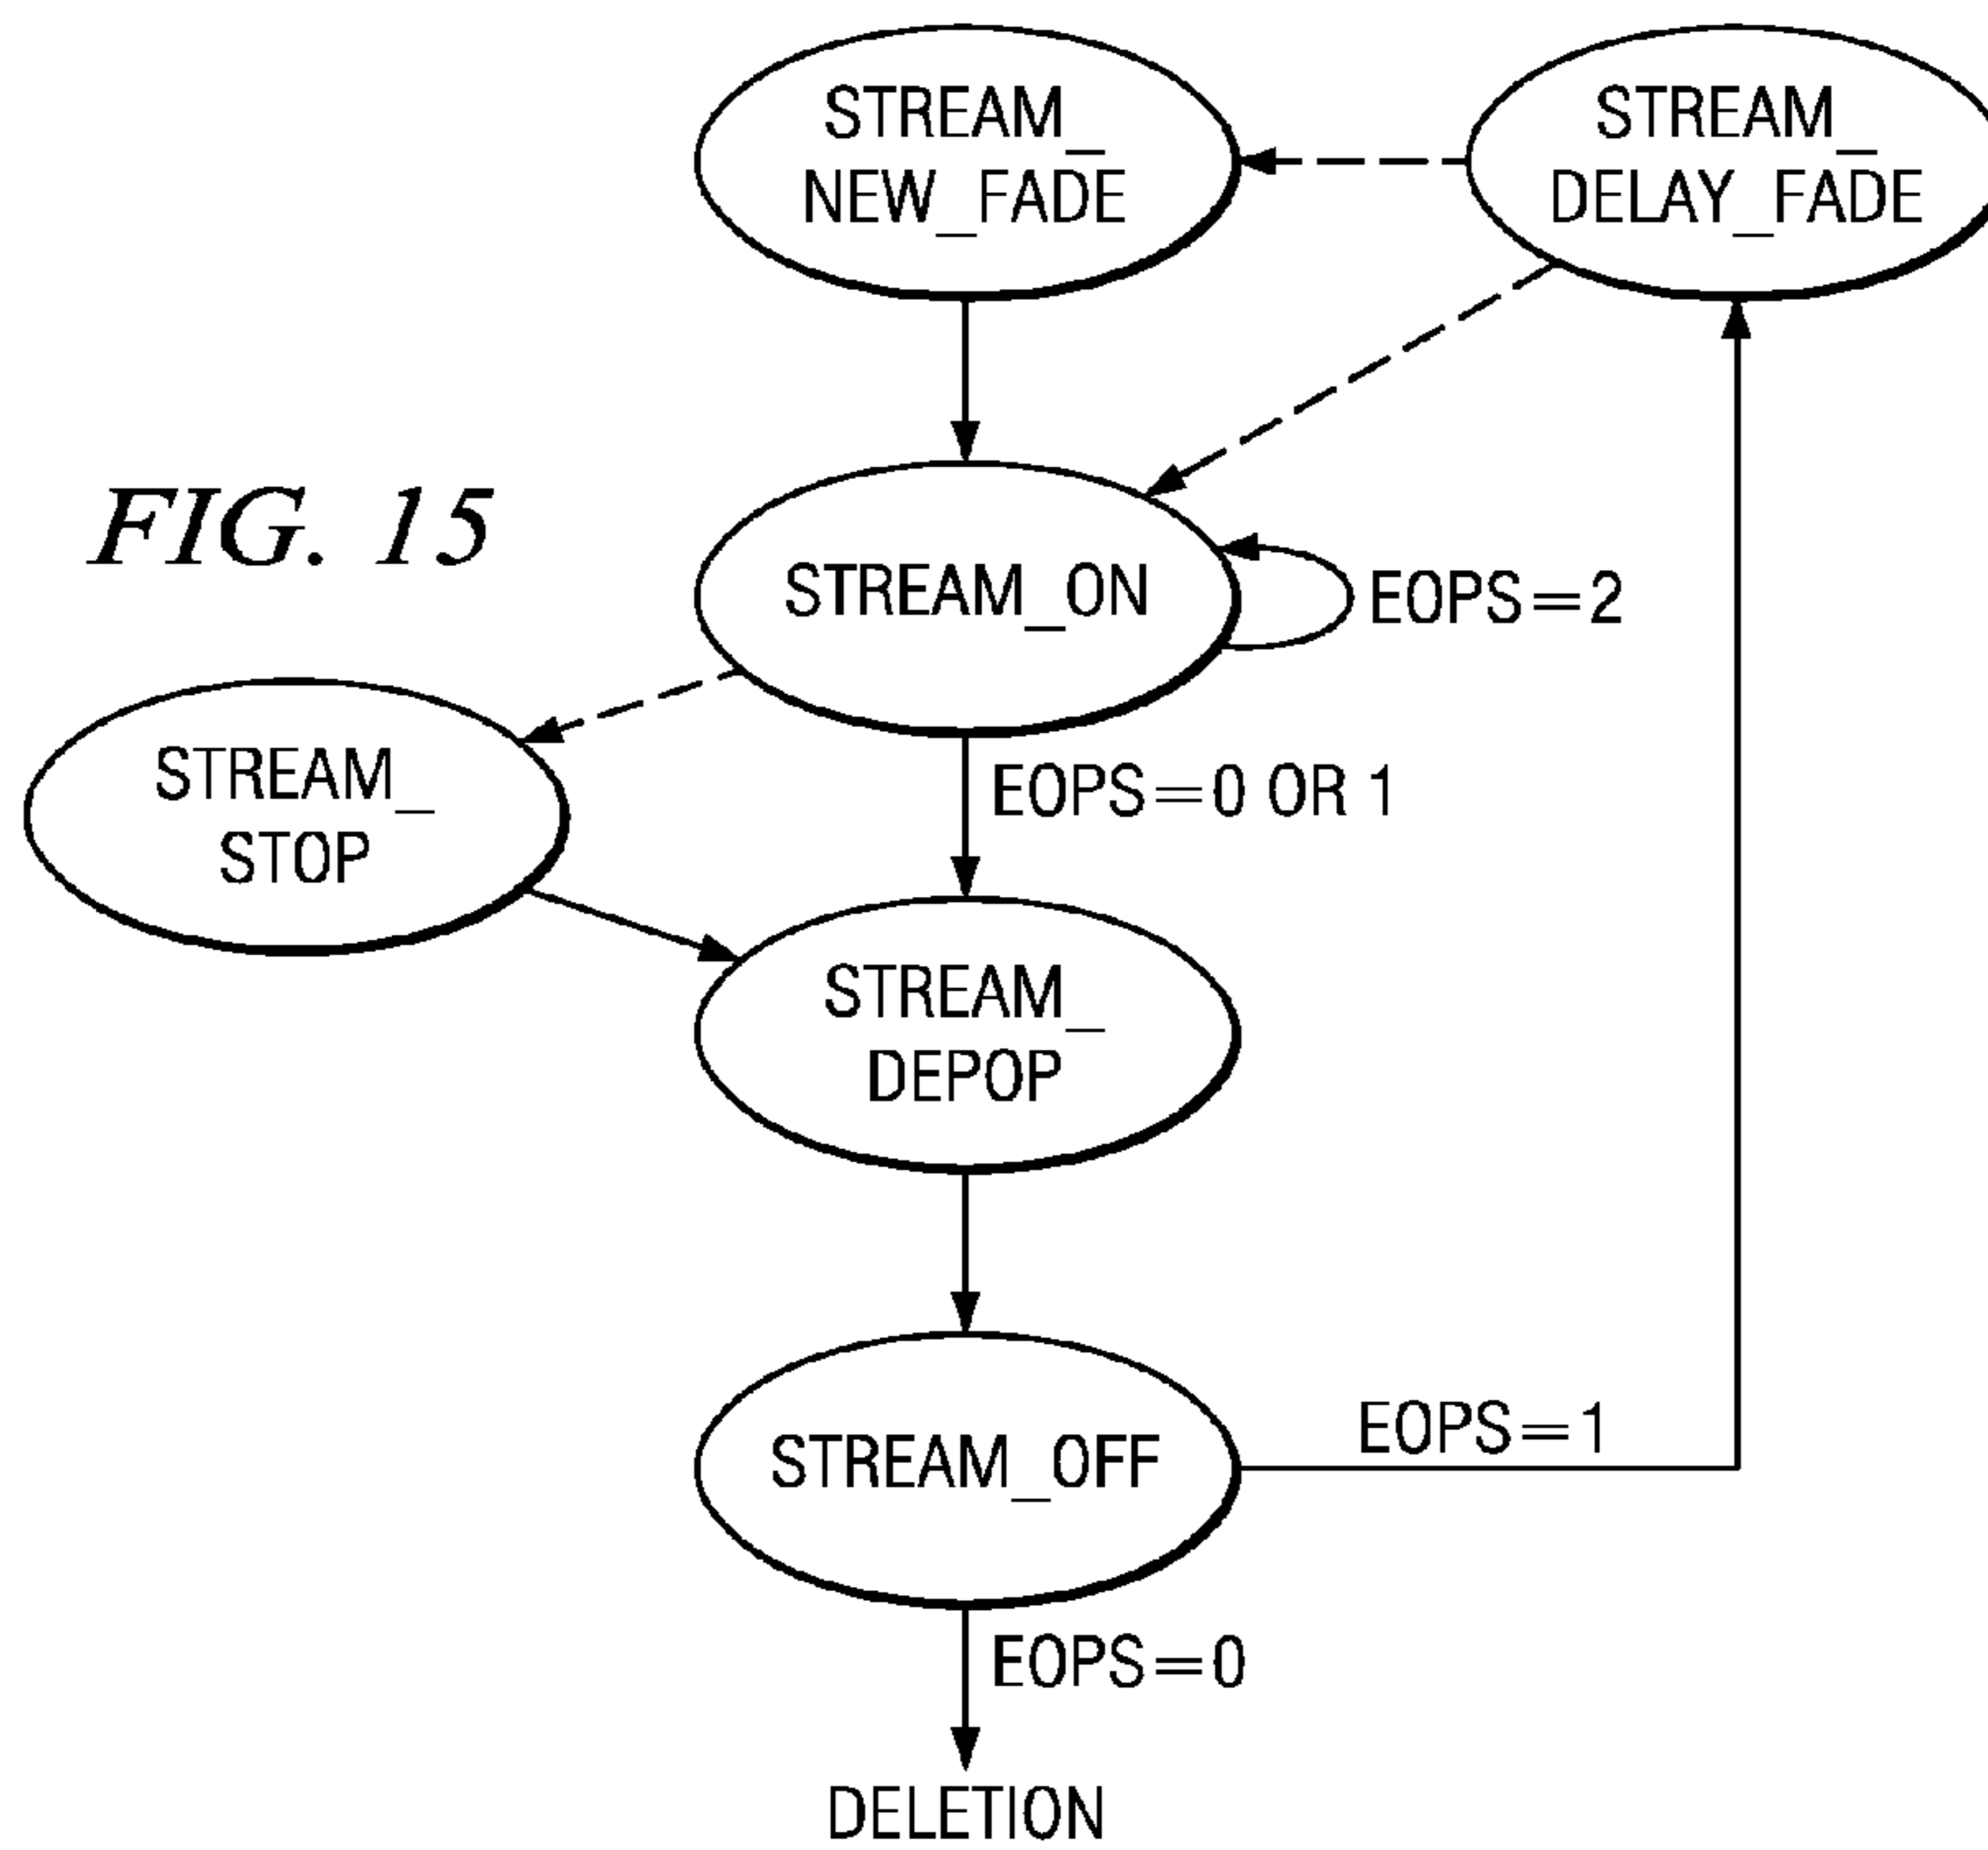 STREAM_
NEW_FADE
STREAM_
DELAY_FADE
FIG. 15
STREAM_ON
EOPS=2
STREAM_
STOP
EOPS=0 OR 1
STREAM_
DEPOP
STREAM_OFF
EOPS=1
EOPS=0
DELETION